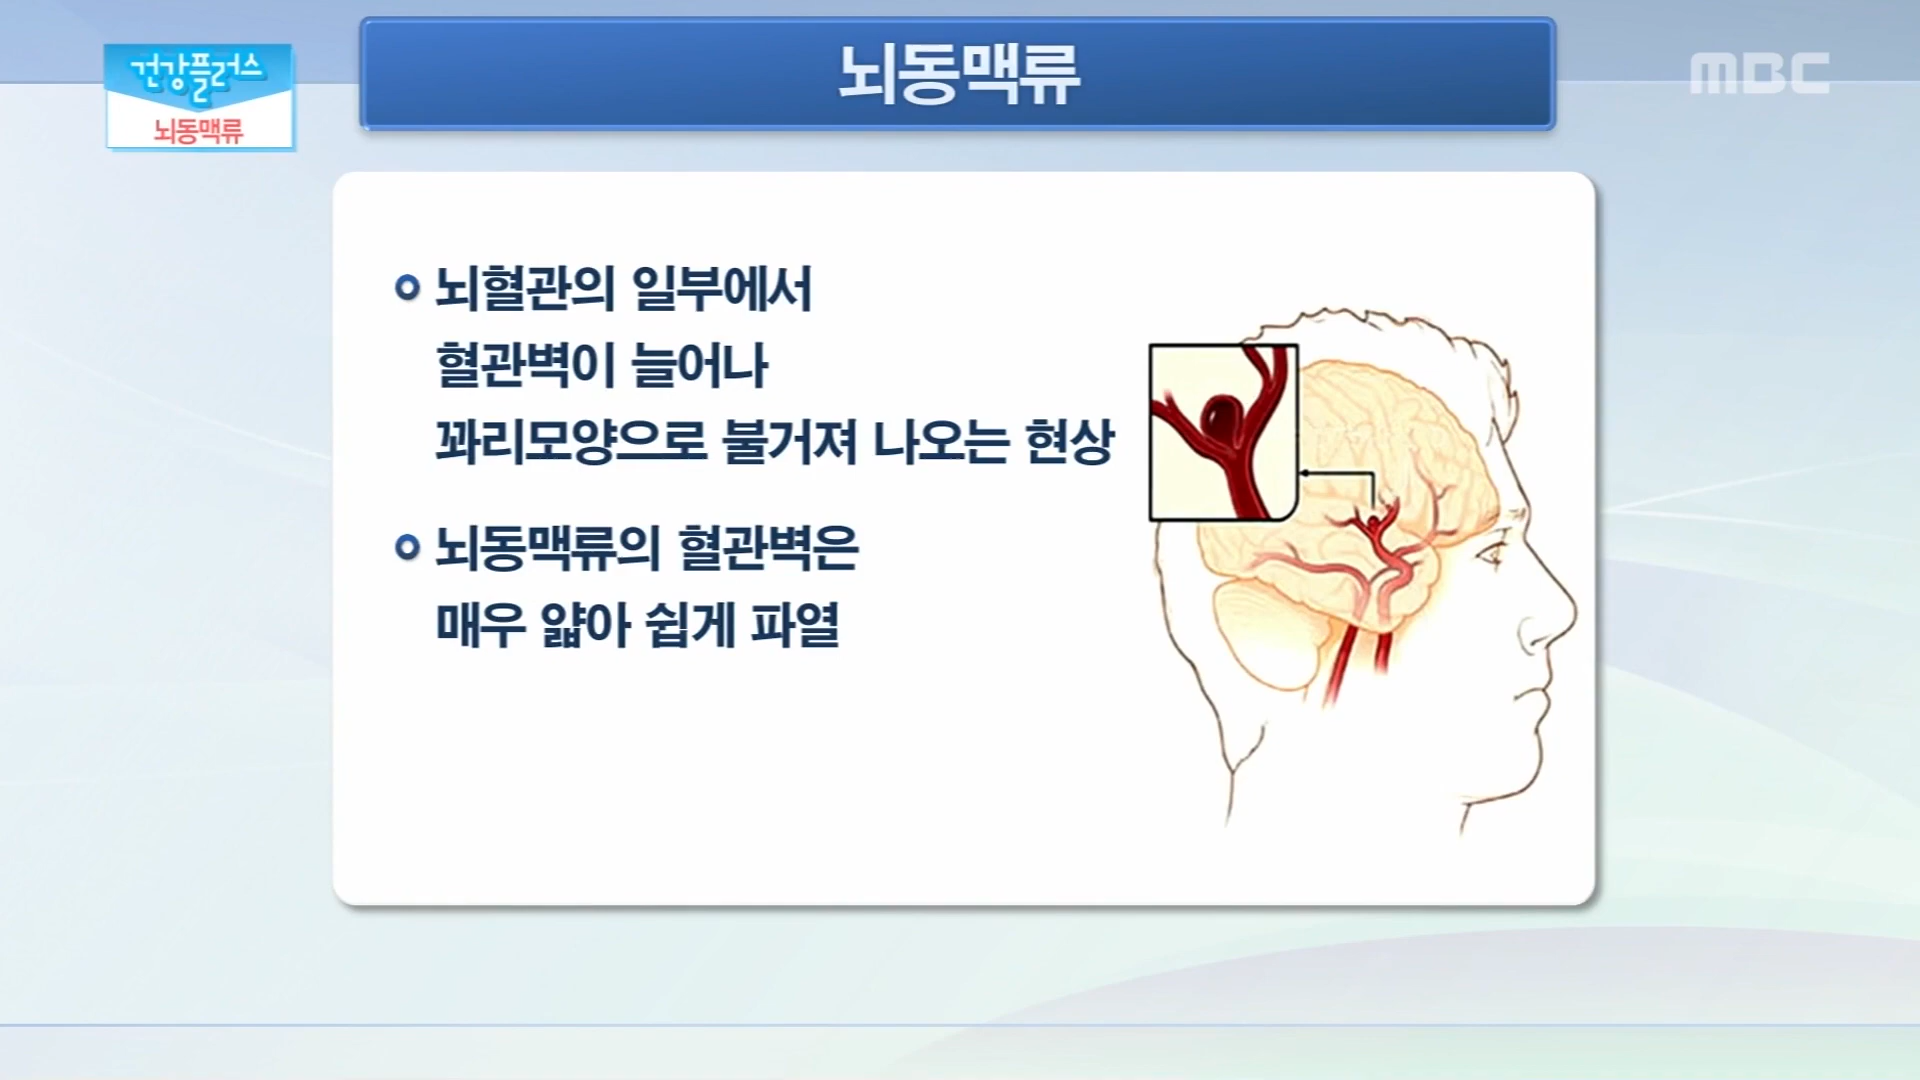 건강플러스
뇌동맥류
뇌동맥류
MBC
뇌혈관의 일부에서
혈관벽이 늘어나
꽈리모양으로 불거져 나오는 현상
뇌동맥류의 혈관벽은
매우 얇아 쉽게 파열